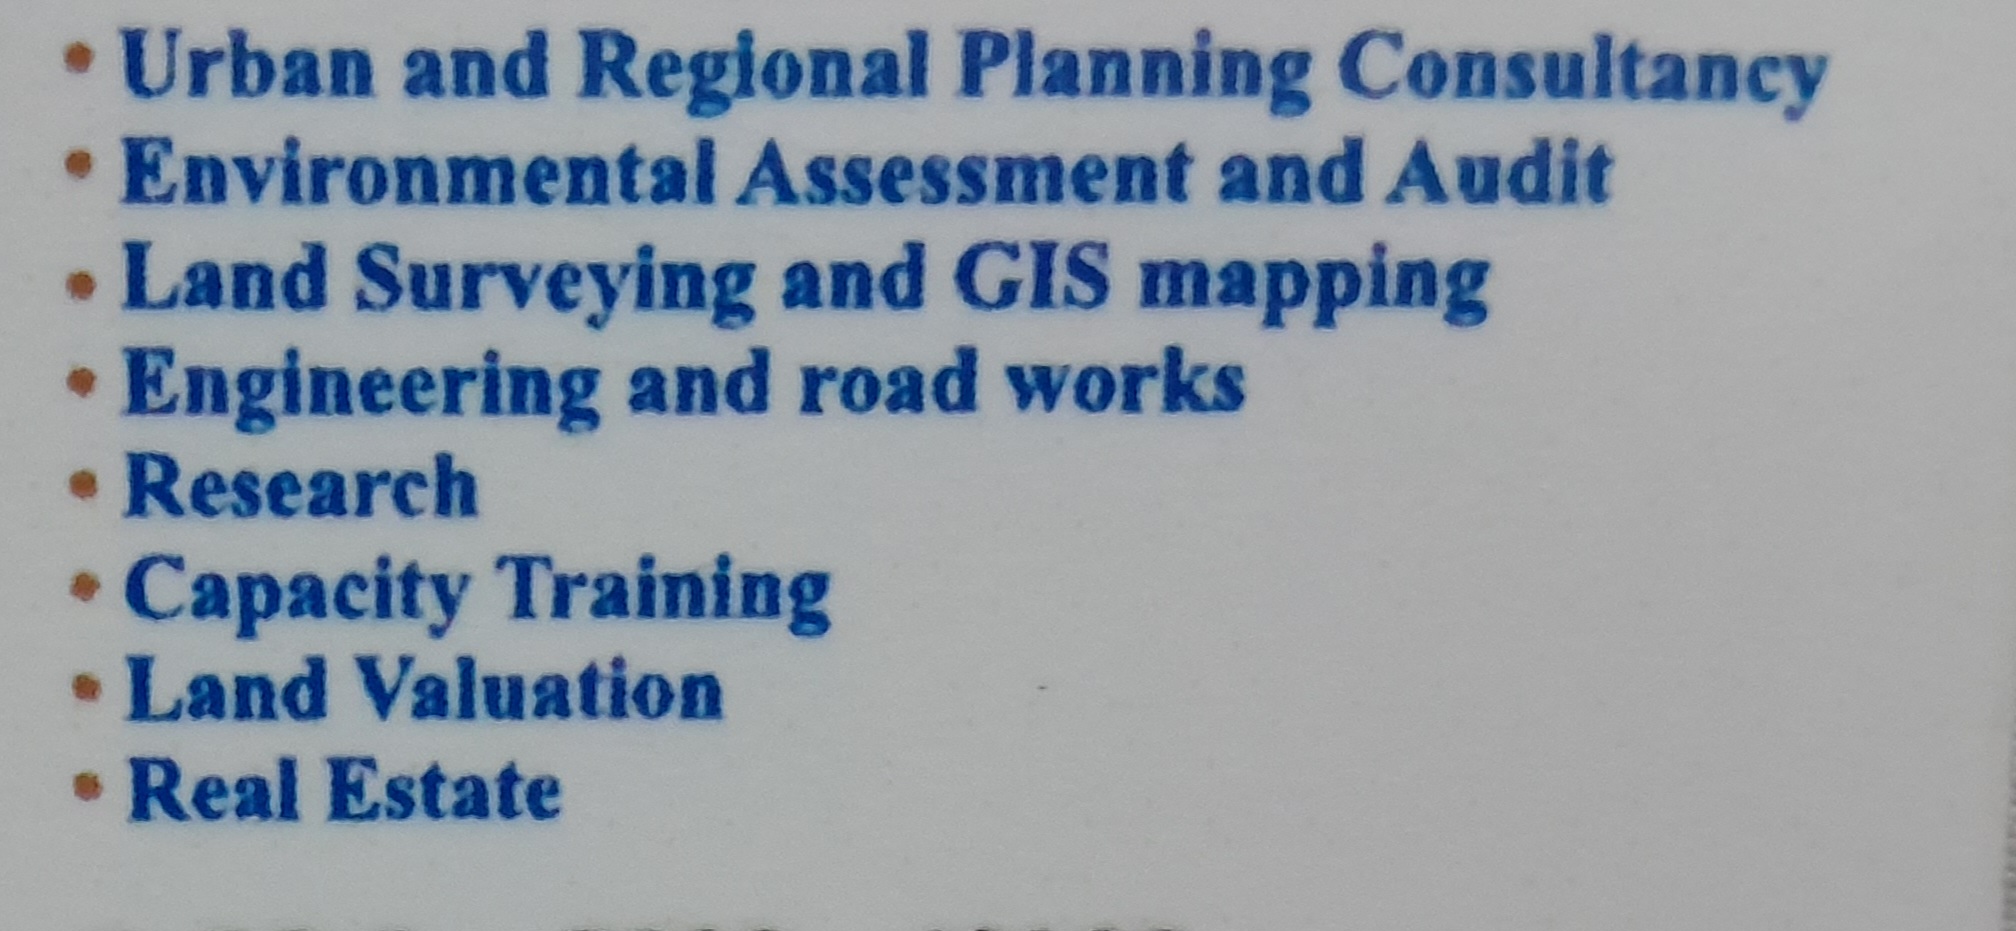 • Urban and Regional Planning Consultancy
• Environmental Assessment and Audit
• Land Surveying and GIS mapping
• Engineering and road works
• Research
• Capacity Training
• Land Valuation
• Real Estate